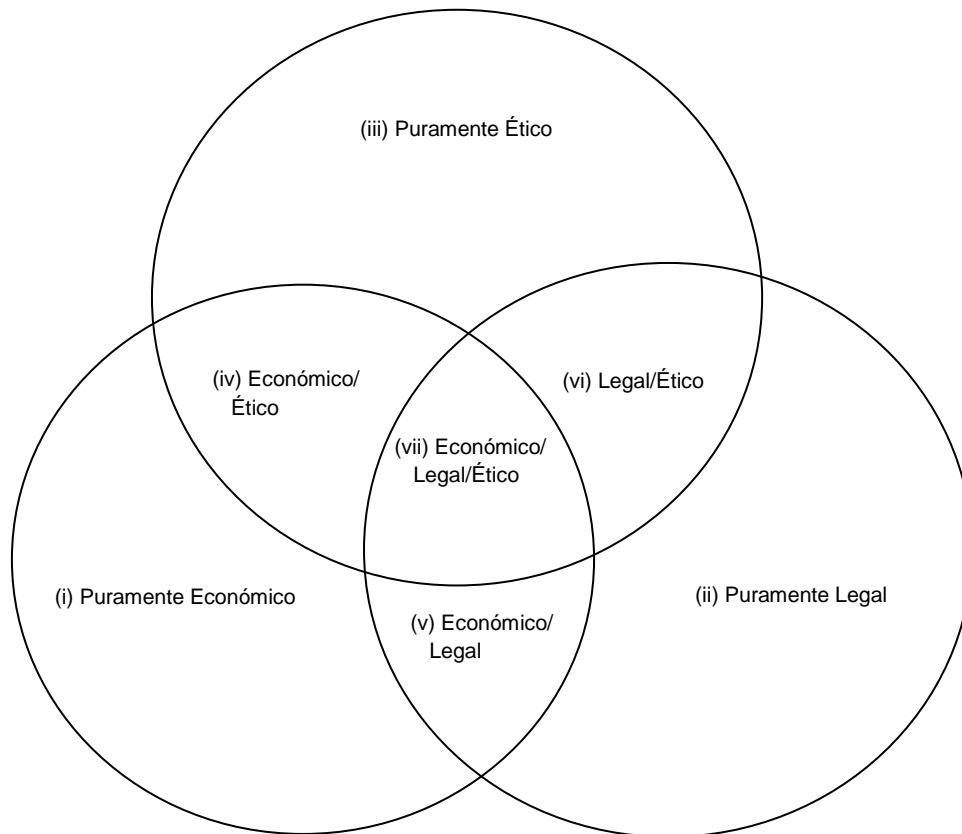 (iii) Puramente Ético
(iv) Económico/
Ético
(vi) Legal/Ético
(vii) Económico/
Legal/Ético
(i) Puramente Económico
(ii) Puramente Legal
(v) Económico/
Legal